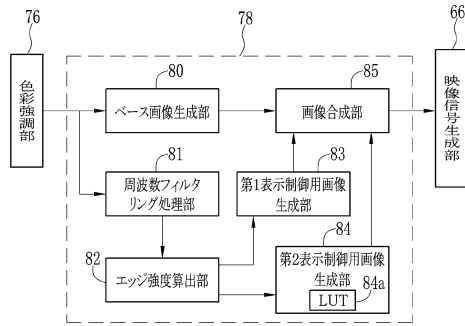 76
78
66
色彩強調部
80
ベース画像生成部
85
画像合成部
映像信号生成部
81
周波数フィルタ
リング処理部
83
第1表示制御用画像
生成部
82
エッジ強度算出部
84
第2表示制御用画像
生成部
84a
LUT